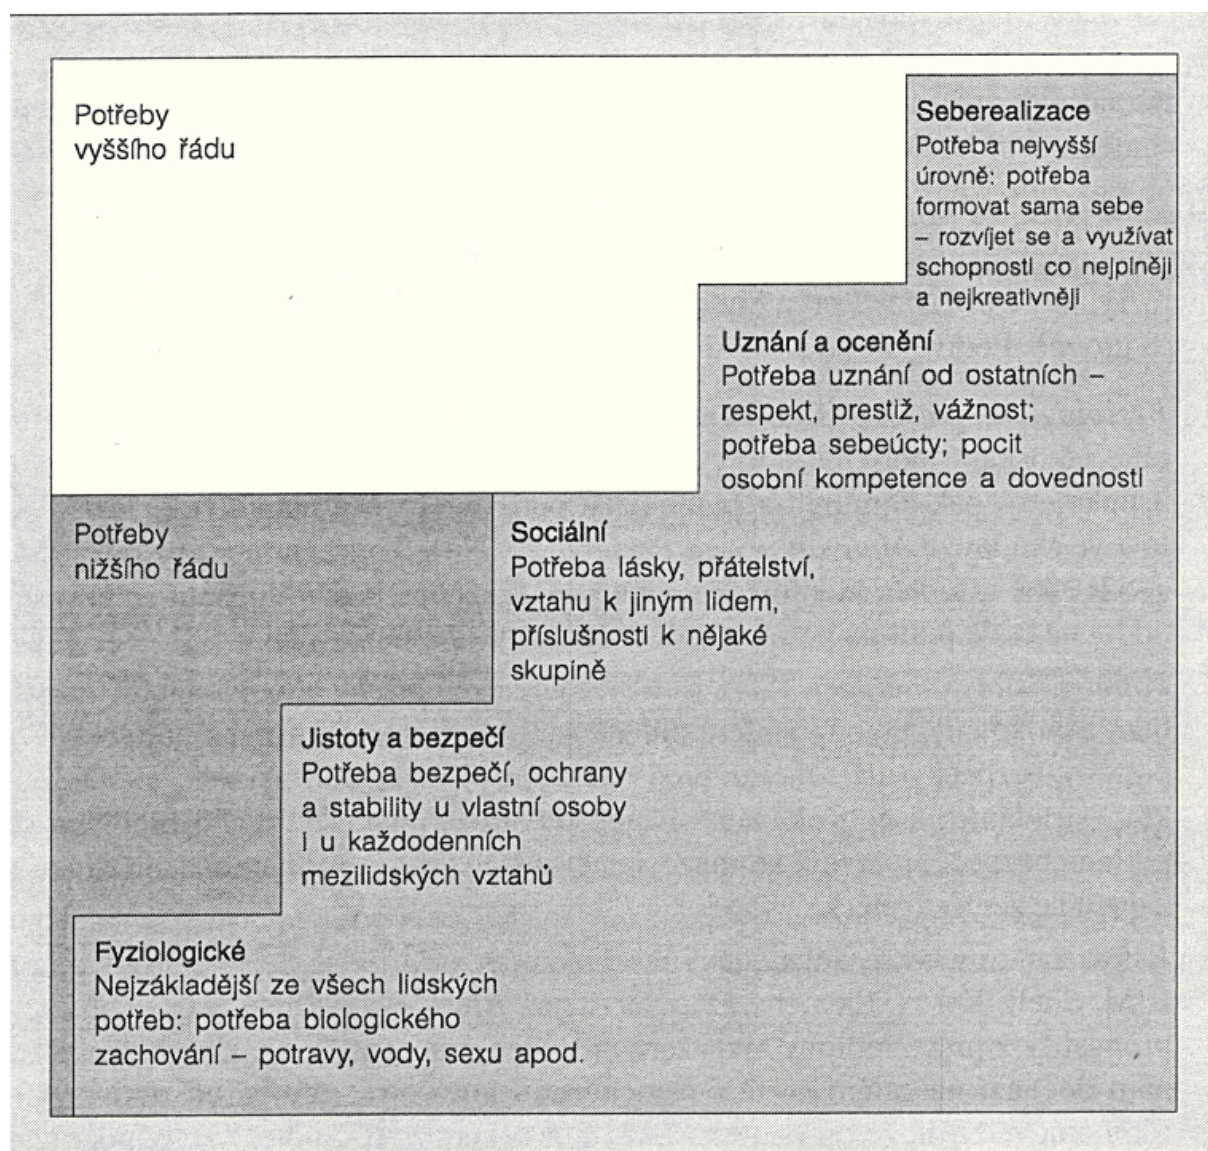 Potřeby
vyššího řádu
Seberealizace
Potřeba nejvyšší
úrovně: potřeba
formovat sama sebe
– rozvíjet se a využívat
schopnosti co nejplněji
a nejkreativněji
Uznání a ocenění
Potřeba uznání od ostatních –
respekt, prestiž, vážnost;
potřeba sebeúcty; pocit
osobní kompetence a dovednosti
Potřeby
nižšího řádu
Sociální
Potřeba lásky, přátelství,
vztahu k jiným lidem,
příslušnosti k nějaké
skupině
Jistoty a bezpečí
Potřeba bezpečí, ochrany
a stability u vlastní osoby
i u každodenních
mezilidských vztahů
Fyziologické
Nejzákladější ze všech lidských
potřeb: potřeba biologického
zachování – potravy, vody, sexu apod.